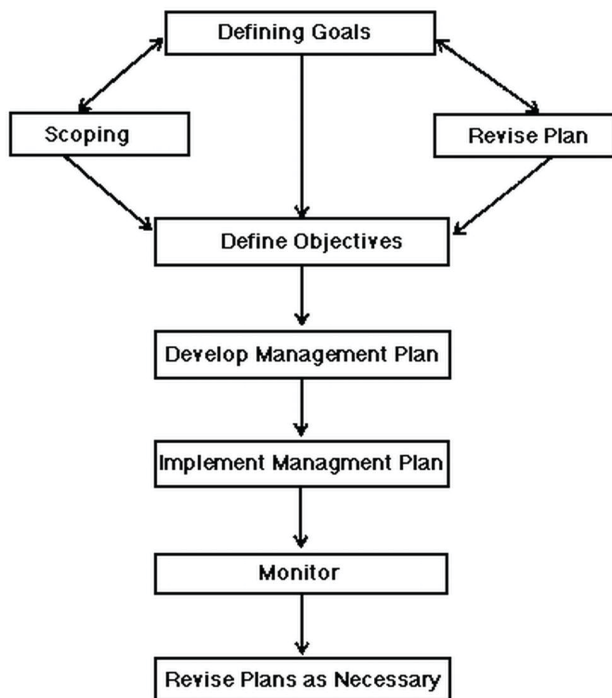 Defining Goals
Scoping
Revise Plan
Define Objectives
Develop Management Plan
Implement Managment Plan
Monitor
Revise Plans as Necessary